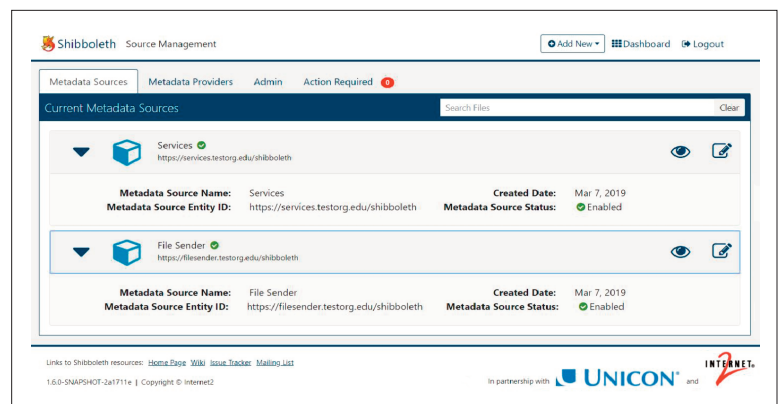 Shibboleth Source Management
Add New Dashboard Logout
Metadata Sources Metadata Providers Admin Action Required 0
Current Metadata Sources Search Files Clear
Services
https://services.testorg.edu/shibboleth
Metadata Source Name: Services Created Date: Mar 7, 2019
Metadata Source Entity ID: https://services.testorg.edu/shibboleth Metadata Source Status: Enabled
File Sender
https://filesender.testorg.edu/shibboleth
Metadata Source Name: File Sender Created Date: Mar 7, 2019
Metadata Source Entity ID: https://filesender.testorg.edu/shibboleth Metadata Source Status: Enabled
Links to Shibboleth resources: Home Page Wiki Issue Tracker Mailing List
1.6.0-SNAPSHOT-2a1711e | Copyright © Internet2
In partnership with UNICON and INTERNET 2